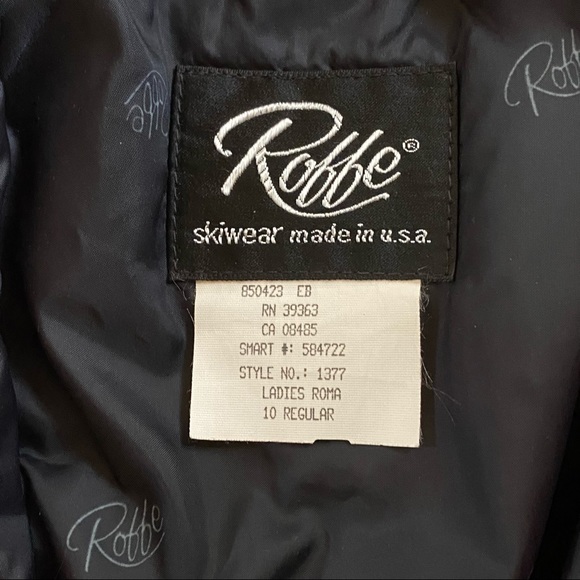 Roffe
Roffe
Roffe®
skiwear made in u.s.a.
850423 EB
RN 39363
CA 08485
SMART #: 584722
STYLE NO.: 1377
LADIES ROMA
10 REGULAR
Roffe